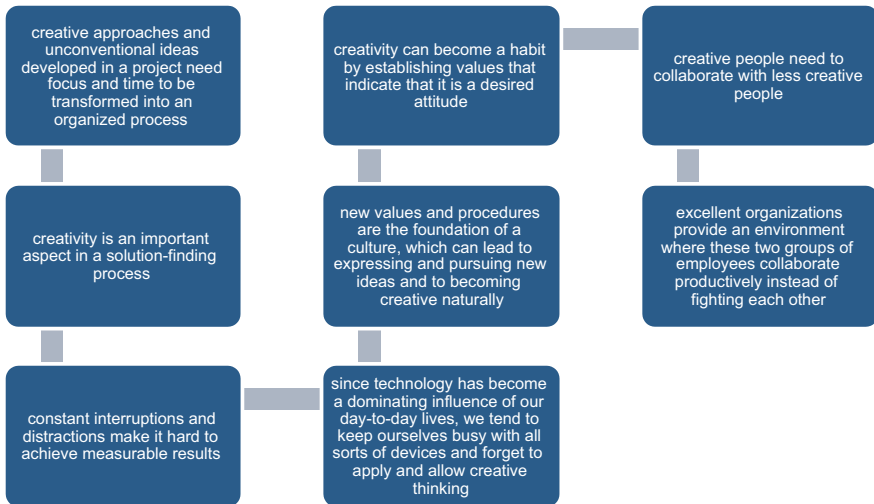 creative approaches and
unconventional ideas
developed in a project need
focus and time to be
transformed into an
organized process
creativity is an important
aspect in a solution-finding
process
constant interruptions and
distractions make it hard to
achieve measurable results
since technology has become
a dominating influence of our
day-to-day lives, we tend to
keep ourselves busy with all
sorts of devices and forget to
apply and allow creative
thinking
new values and procedures
are the foundation of a
culture, which can lead to
expressing and pursuing new
ideas and to becoming
creative naturally
creativity can become a habit
by establishing values that
indicate that it is a desired
attitude
creative people need to
collaborate with less creative
people
excellent organizations
provide an environment
where these two groups of
employees collaborate
productively instead of
fighting each other